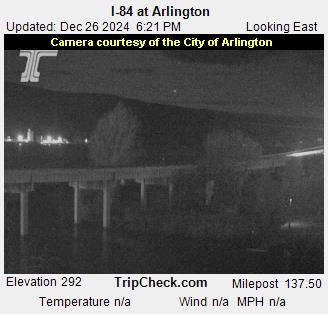 I-84 at Arlington
Updated: Dec 26 2024 6:21 PM Looking East
Camera courtesy of the City of Arlington
Elevation 292 TripCheck.com Milepost 137.50
Temperature n/a Wind n/a MPH n/a